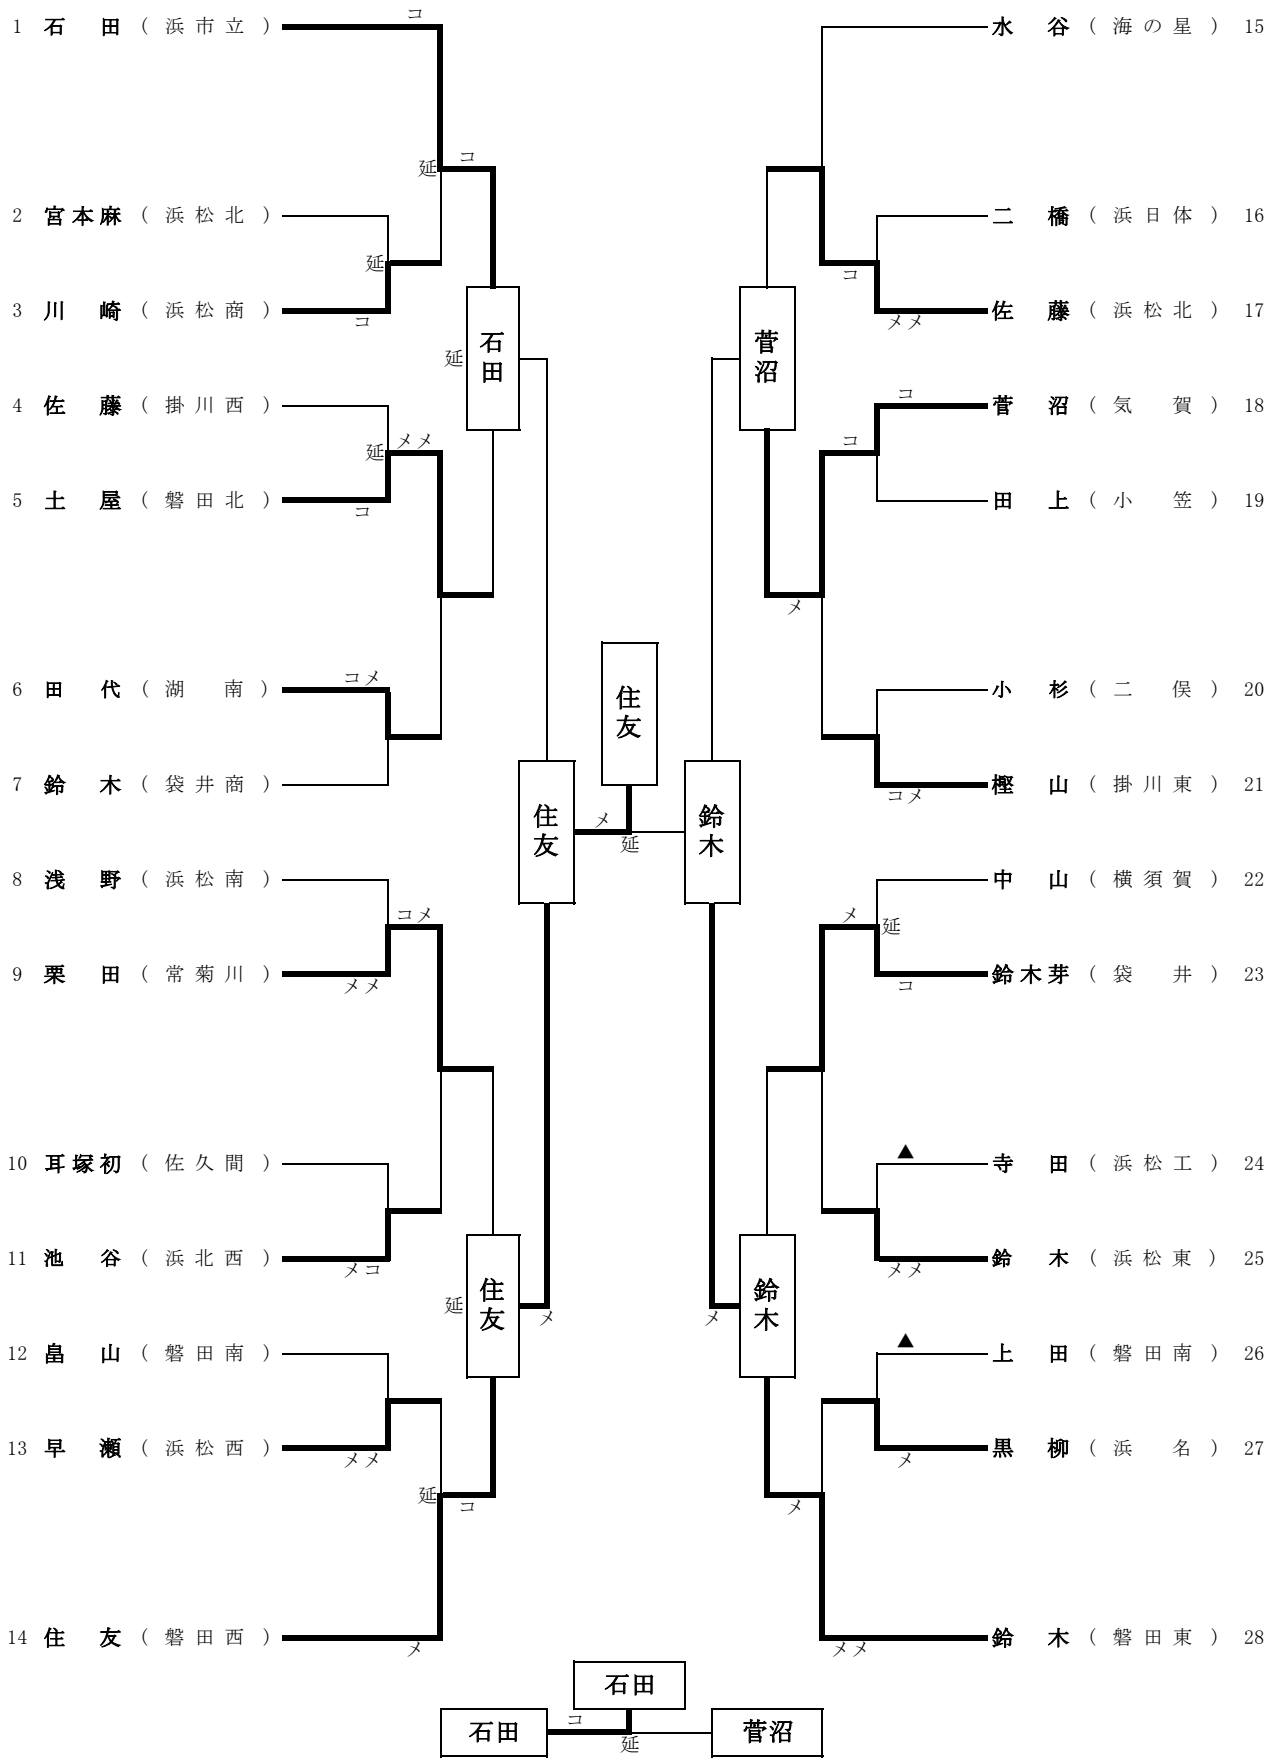 コ
1 石 田 ( 浜 市 立 )
水 谷 ( 海 の 星 ) 15
延 コ
2 宮本麻 ( 浜 松 北 )
二 橋 ( 浜 日 体 ) 16
延
コ
3 川 崎 ( 浜 松 商 )
コ
佐 藤 ( 浜 松 北 ) 17
メメ
延
石田
菅沼
4 佐 藤 ( 掛 川 西 )
コ
菅 沼 ( 気 賀 ) 18
延 メメ
コ
5 土 屋 ( 磐 田 北 )
コ
田 上 ( 小 笠 ) 19
メ
コメ
6 田 代 ( 湖 南 )
小 杉 ( 二 俣 ) 20
住友
7 鈴 木 ( 袋 井 商 )
樫 山 ( 掛 川 東 ) 21
コメ
住友
メ
延
鈴木
8 浅 野 ( 浜 松 南 )
中 山 ( 横 須 賀 ) 22
コメ
メ 延
9 栗 田 ( 常 菊 川 )
メメ
鈴木芽 ( 袋 井 ) 23
コ
10 耳塚初 ( 佐 久 間 )
▲
寺 田 ( 浜 松 工 ) 24
11 池 谷 ( 浜 北 西 )
メコ
鈴 木 ( 浜 松 東 ) 25
メメ
延
住友
メ
メ
鈴木
12 畠 山 ( 磐 田 南 )
▲
上 田 ( 磐 田 南 ) 26
13 早 瀬 ( 浜 松 西 )
メメ
黒 柳 ( 浜 名 ) 27
メ
延 コ
メ
14 住 友 ( 磐 田 西 )
メ
鈴 木 ( 磐 田 東 ) 28
メメ
石田
石田
コ
延
菅沼